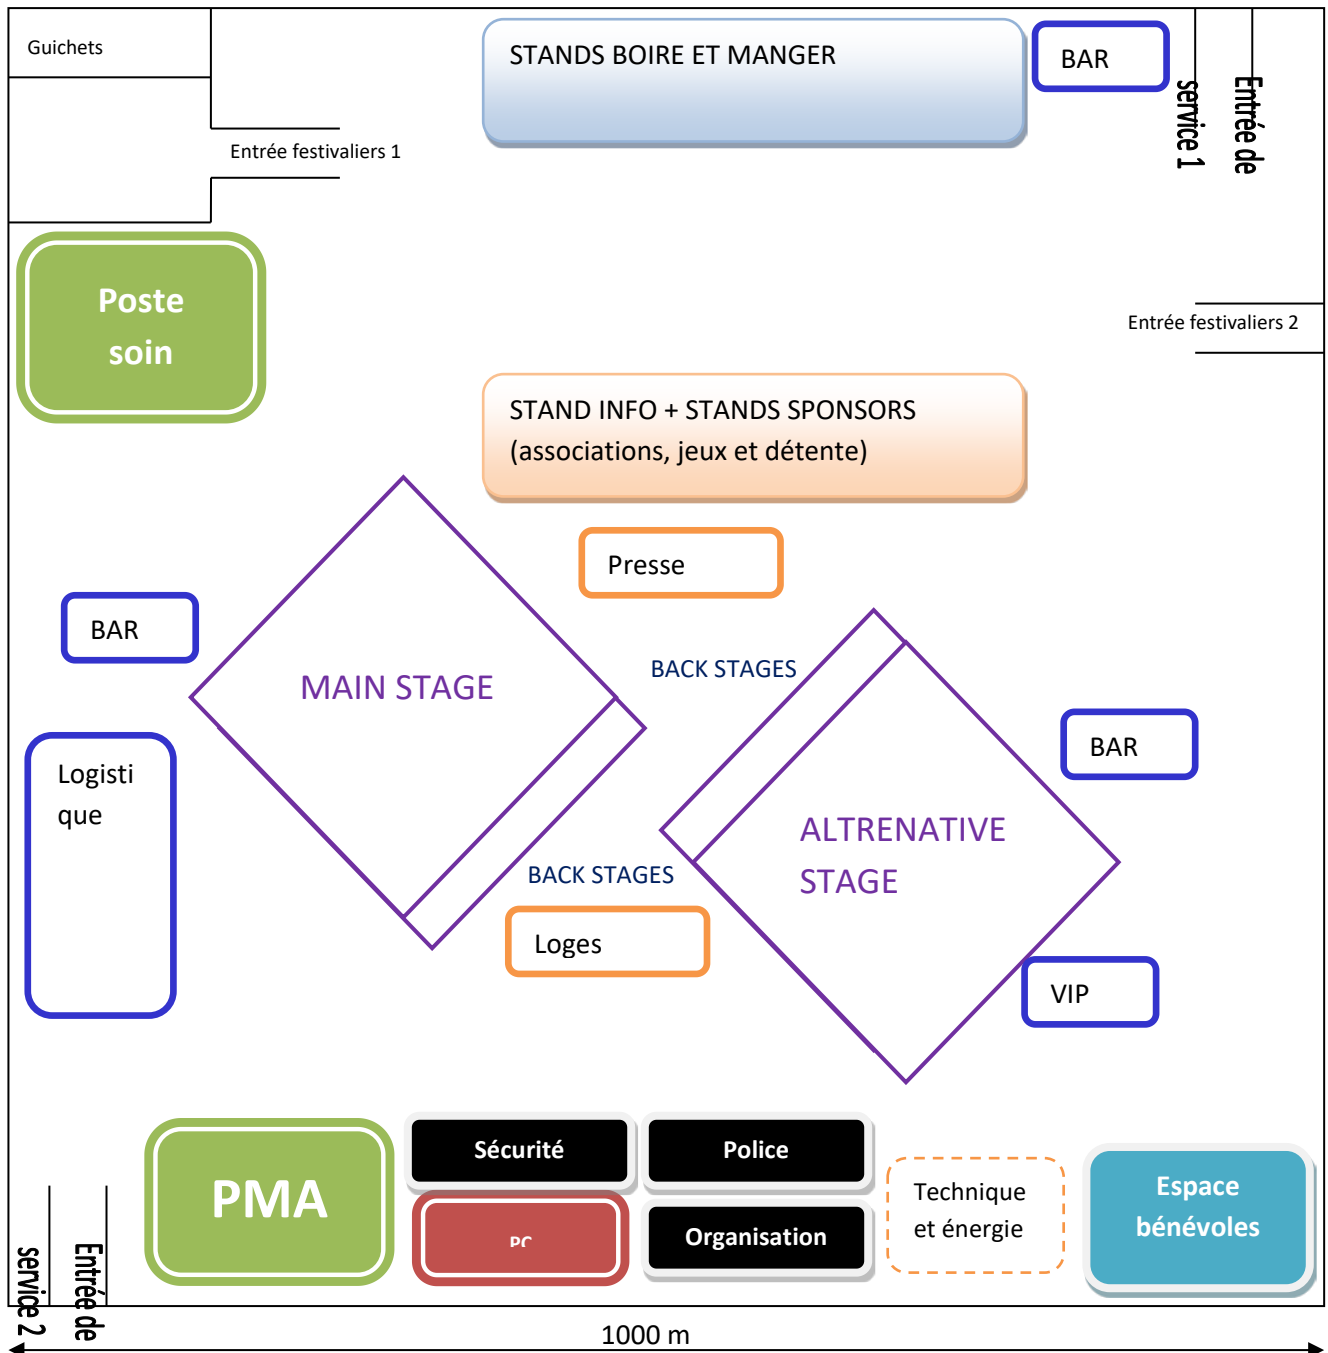 Guichets
STANDS BOIRE ET MANGER
BAR
Entrée de
service 1
Entrée festivaliers 1
Poste
soin
Entrée festivaliers 2
STAND INFO + STANDS SPONSORS
(associations, jeux et détente)
Presse
BAR
BACK STAGES
MAIN STAGE
BAR
Logisti
que
ALTRENATIVE
STAGE
BACK STAGES
Loges
VIP
Sécurité
Police
PMA
Technique
et énergie
Espace
bénévoles
PC
Organisation
Entrée de
service 2
1000 m